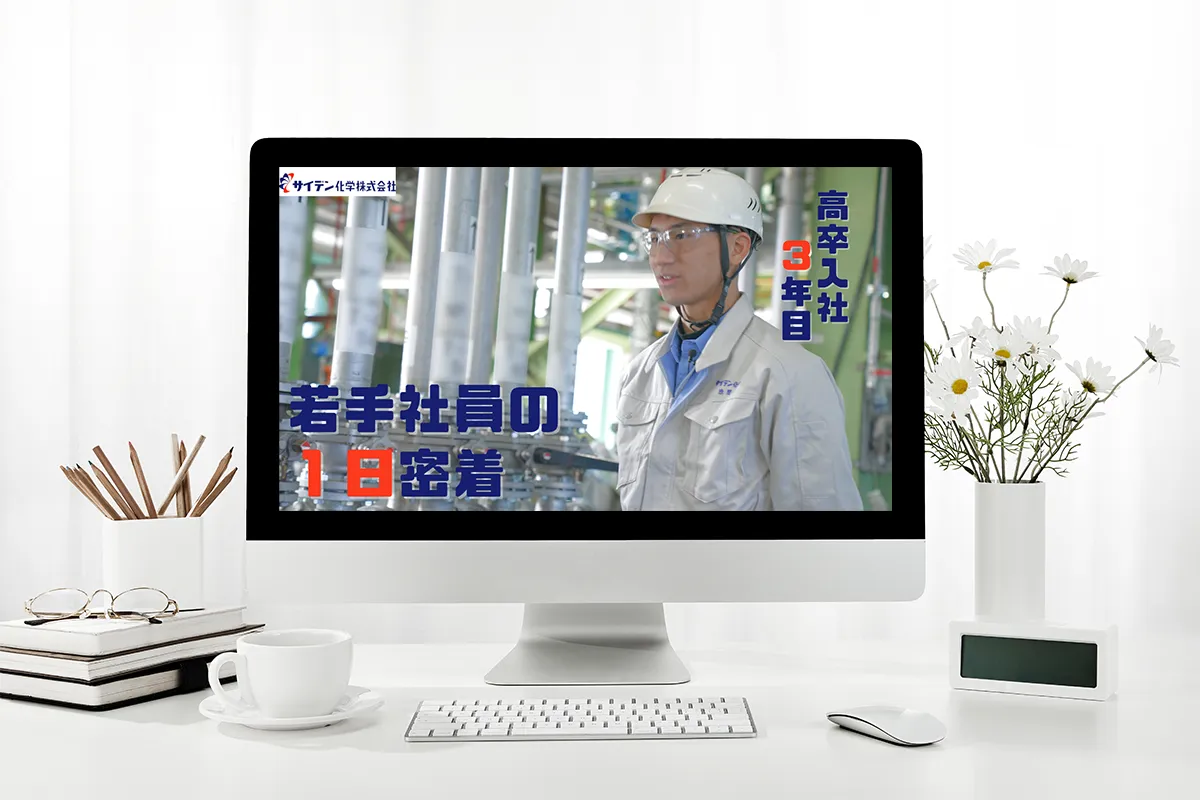 サイデン化学株式会社
高卒入社
3年目
若手社員の
1日密着